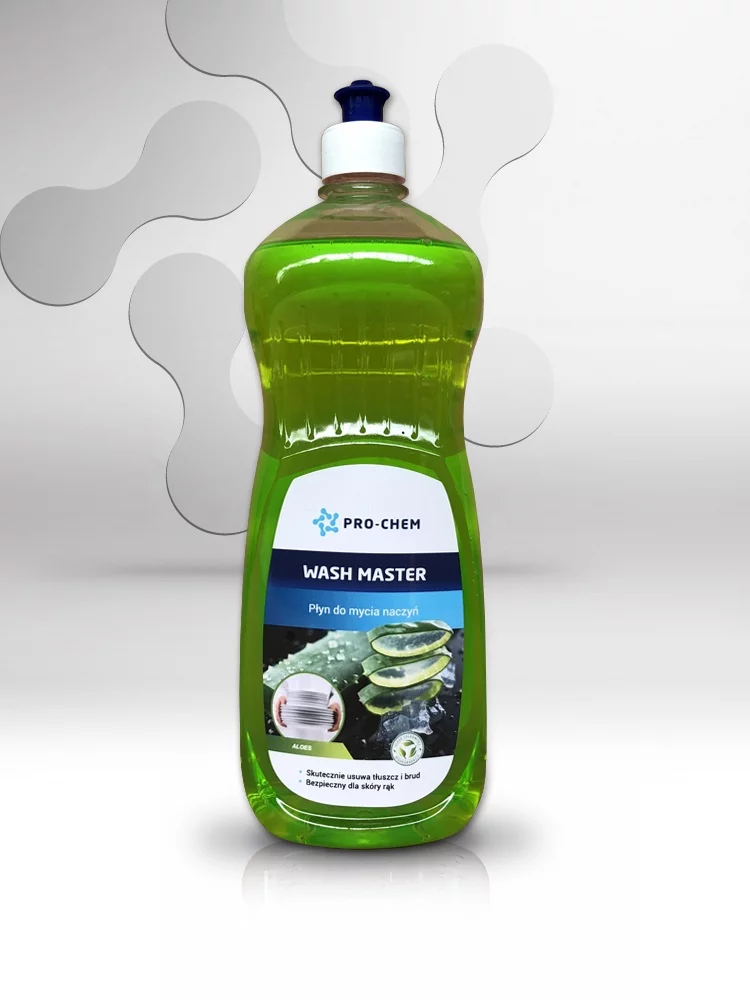 PRO-CHEM
WASH MASTER
Płyn do mycia naczyń
ALOES
Skutecznie usuwa tłuszcz i brud
Bezpieczny dla skóry rąk